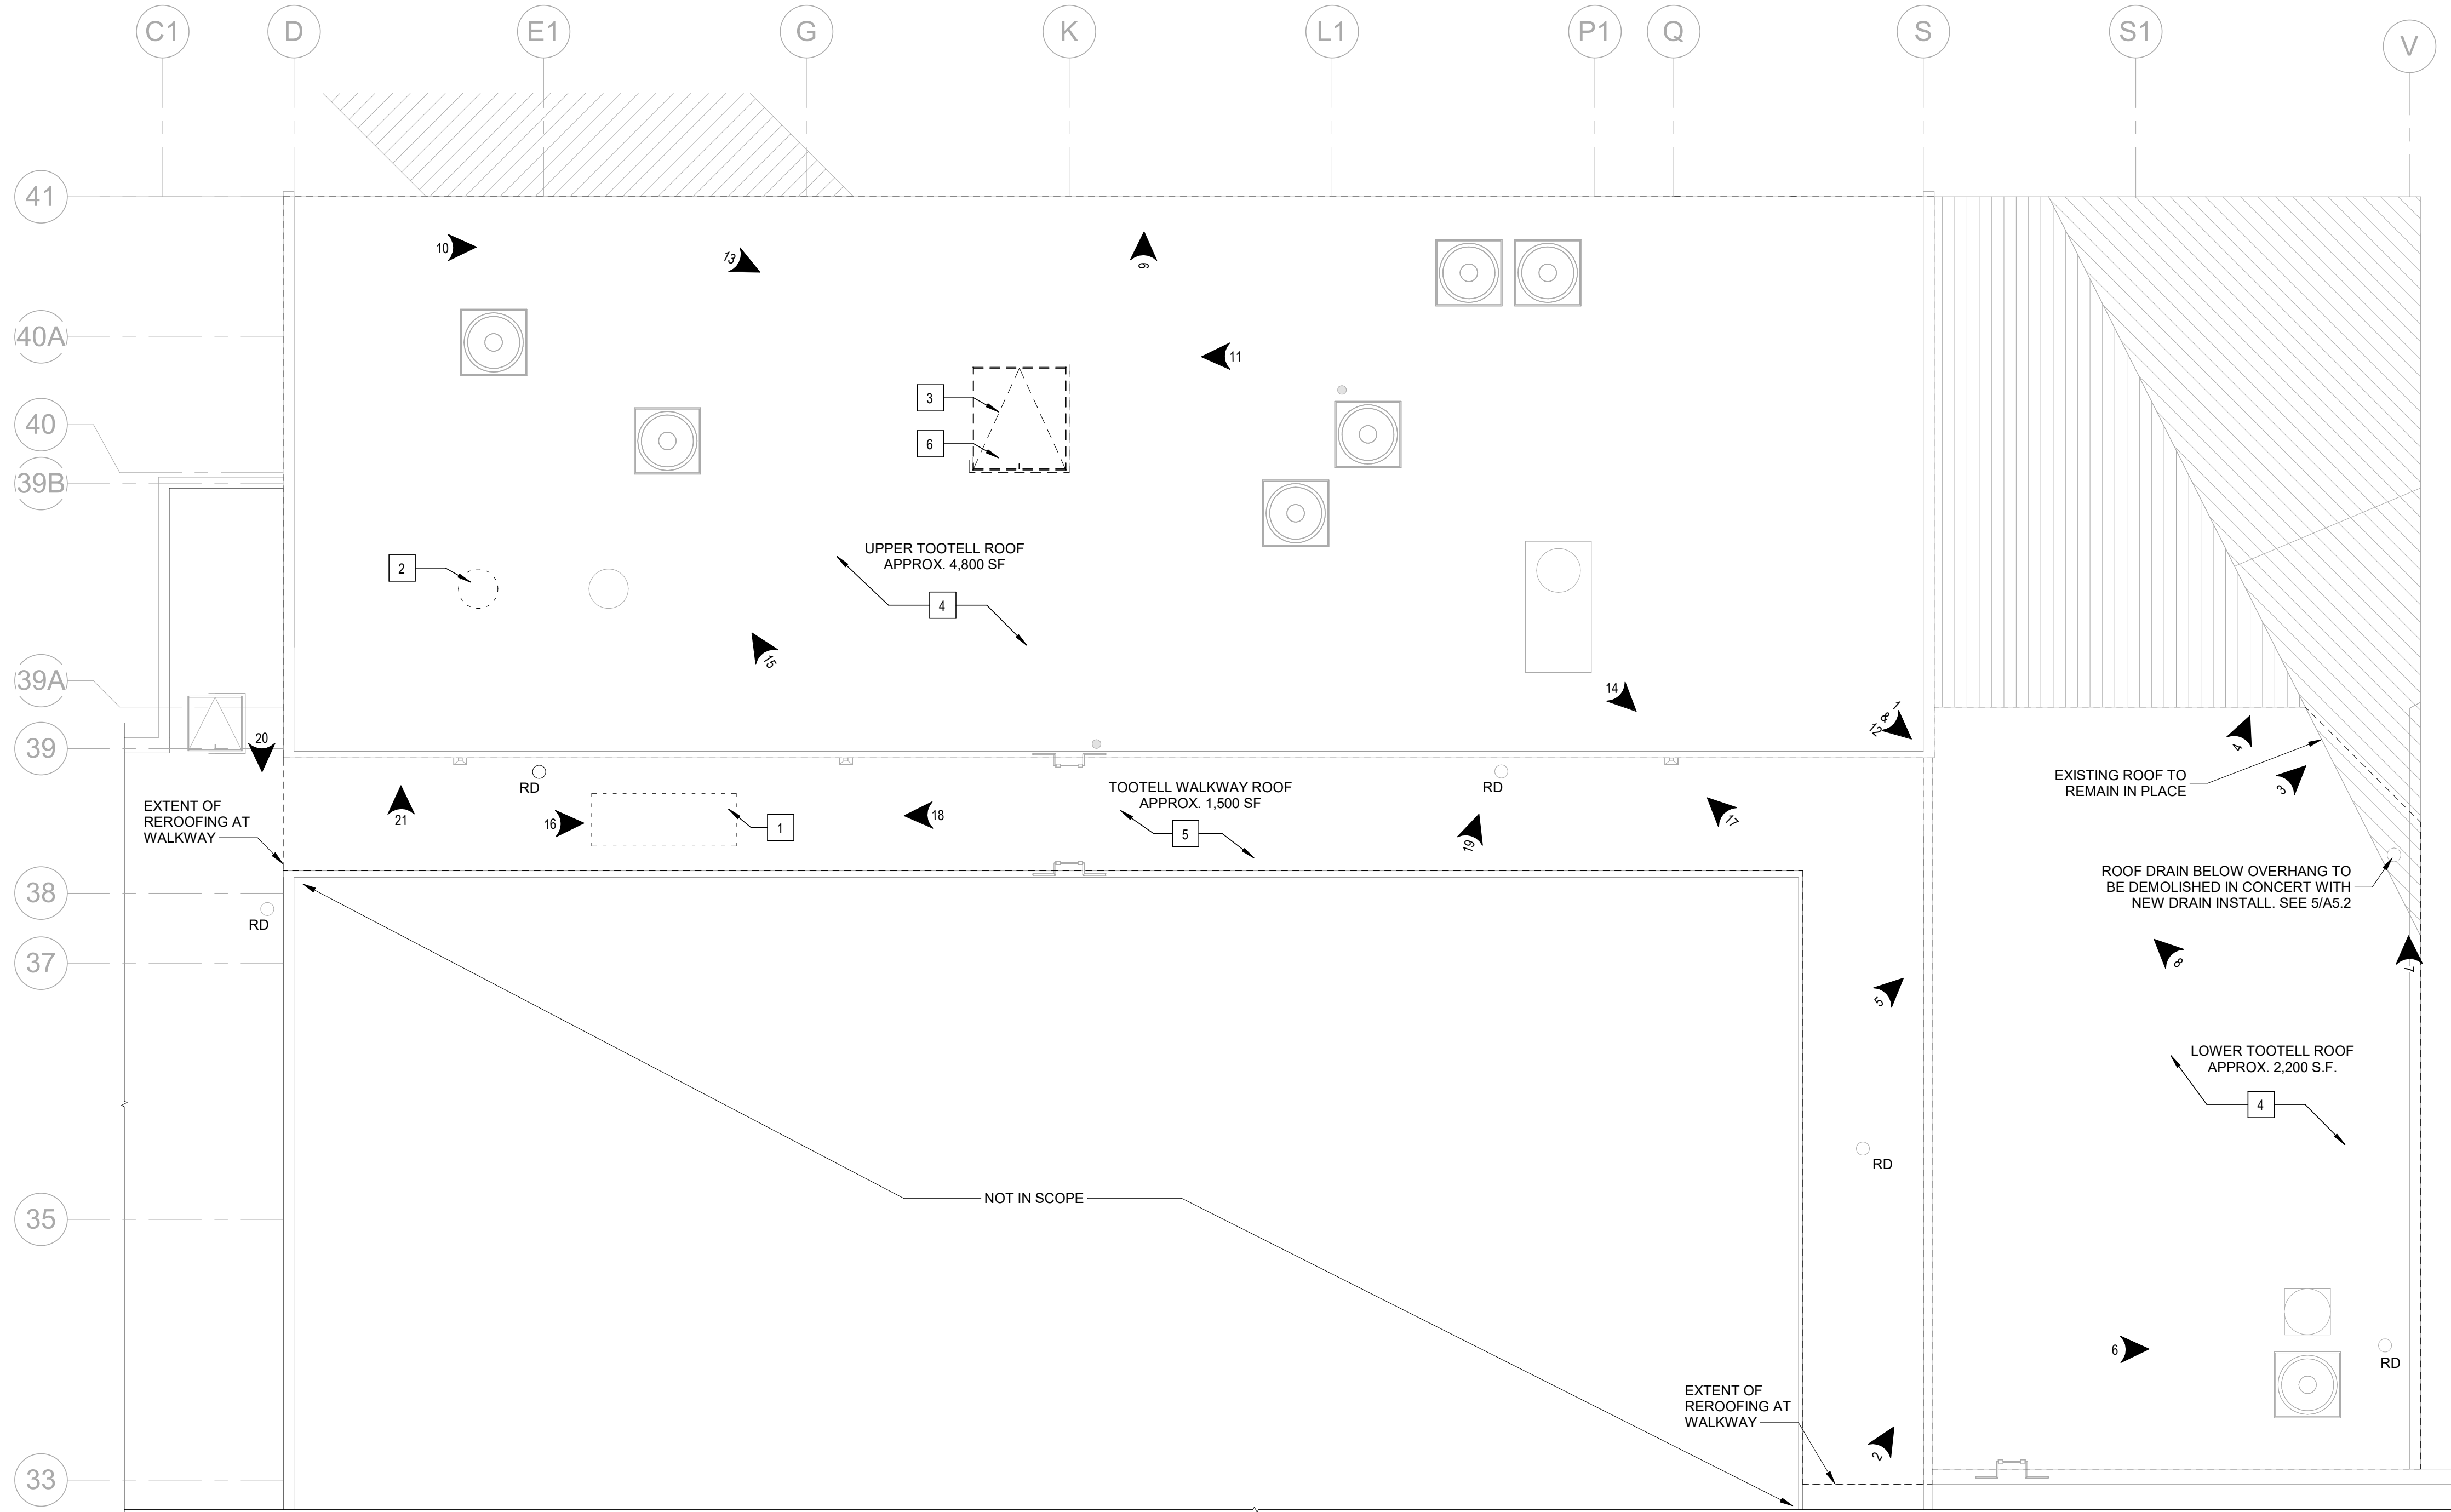 C1
D
E1
G
K
L1
P1
Q
S
S1
V
41
10
13
9
40A
11
3
40
6
39B
UPPER TOOTELL ROOF
APPROX. 4,800 SF
2
4
15
39A
14
1
&
12
20
39
4
EXISTING ROOF TO
REMAIN IN PLACE
3
RD
TOOTELL WALKWAY ROOF
APPROX. 1,500 SF
RD
EXTENT OF
REROOFING AT
WALKWAY
21
16
1
18
5
19
17
38
ROOF DRAIN BELOW OVERHANG TO
BE DEMOLISHED IN CONCERT WITH
NEW DRAIN INSTALL. SEE 5/A5.2
RD
37
8
7
5
LOWER TOOTELL ROOF
APPROX. 2,200 S.F.
4
RD
NOT IN SCOPE
35
6
RD
EXTENT OF
REROOFING AT
WALKWAY
2
33